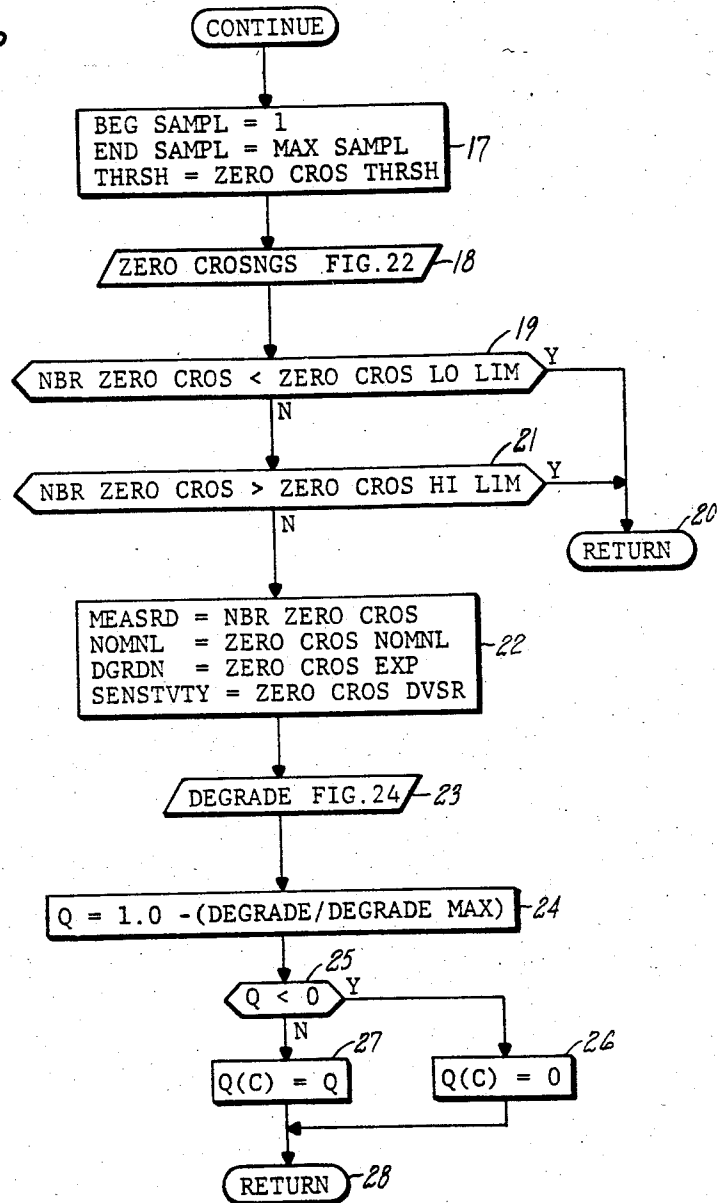 CONTINUE
BEG SAMPL = 1
END SAMPL = MAX SAMPL
THRSH = ZERO CROS THRSH
17
ZERO CROSNGS FIG.22
18
19
NBR ZERO CROS < ZERO CROS LO LIM
Y
N
21
NBR ZERO CROS > ZERO CROS HI LIM
Y
N
20
RETURN
MEASRD = NBR ZERO CROS
NOMNL = ZERO CROS NOMNL
DGRDN = ZERO CROS EXP
SENSTVTY = ZERO CROS DVSR
22
DEGRADE FIG.24
23
Q = 1.0 -(DEGRADE/DEGRADE MAX)
24
25
Q < 0
Y
N
27
Q(C) = Q
26
Q(C) = 0
RETURN
28